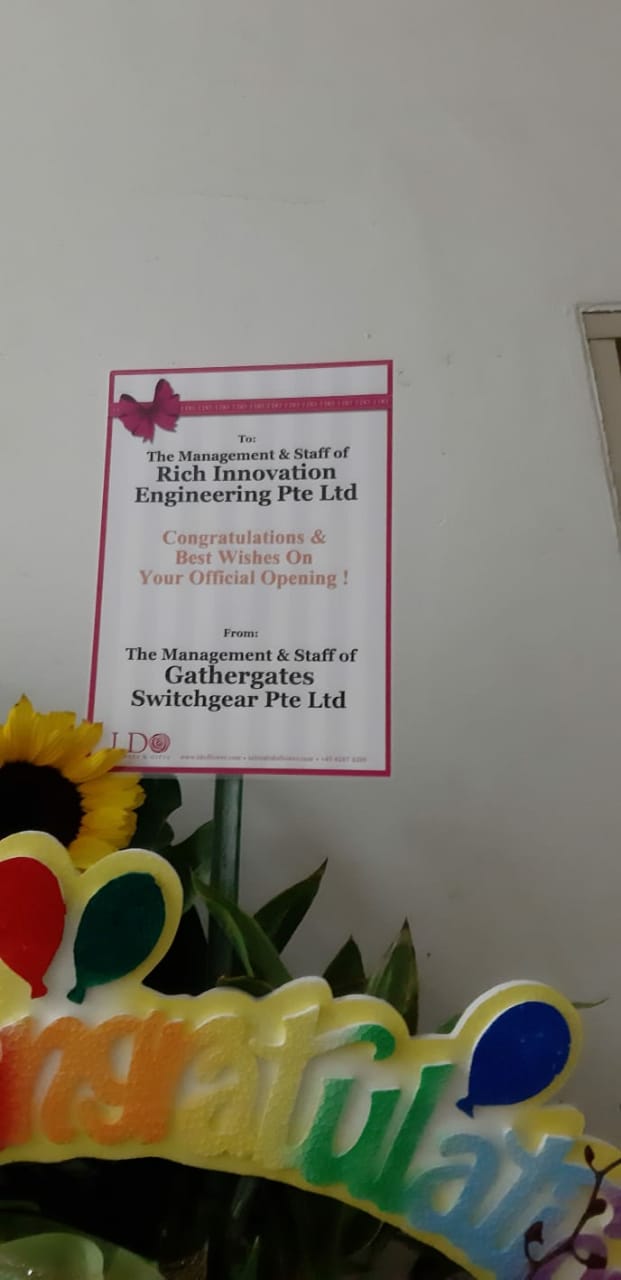 To:
The Management & Staff of
Rich Innovation
Engineering Pte Ltd
Congratulations &
Best Wishes On
Your Official Opening !
From:
The Management & Staff of
Gathergates
Switchgear Pte Ltd
ngratulati